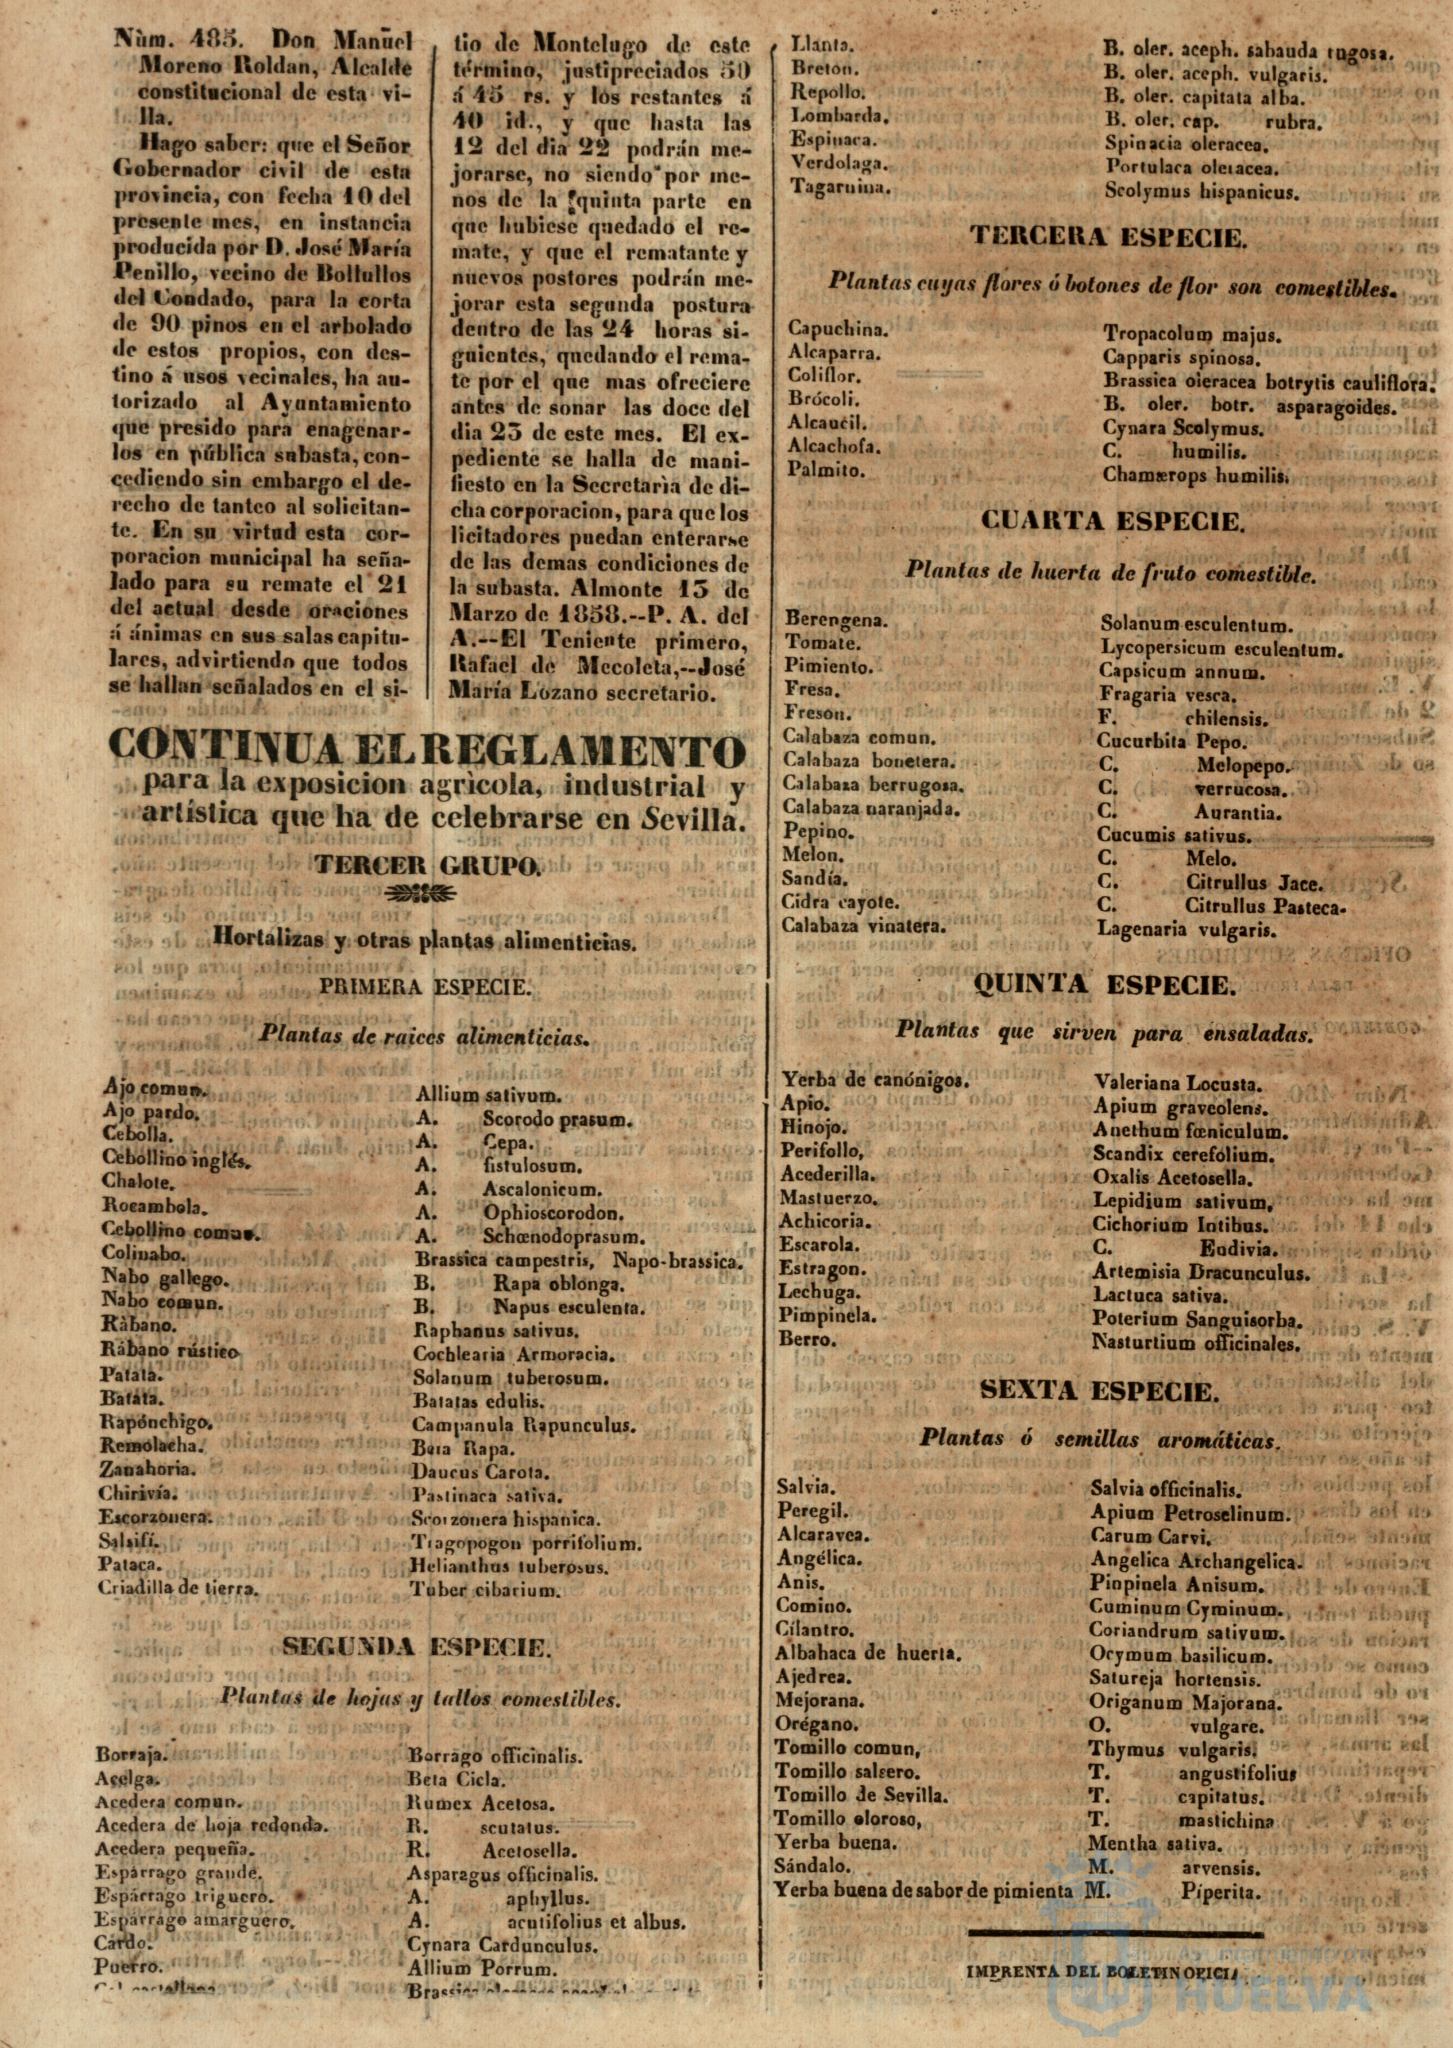 Nùm. 485. Don Manuel
Moreno Roldan, Alcalde
constitucional de esta vi-
lla.
Hago saber: que el Señor
Gobernador civil de esta
provincia, con fecha 10 del
presente mes, en instancia
producida por D. José María
Penillo, vecino de Bollullos
del Condado, para la corta
de 90 pinos en el arbolado
de estos propios, con des-
tino á usos vecinales, ha au-
torizado al Ayuntamiento
que presido para enagenar-
los en pública subasta, con-
cediendo sin embargo el de-
recho de tanteo al solicitan-
te. En su virtud esta cor-
poracion municipal ha seña-
lado para su remate el 21
del actual desde oraciones
á ánimas en sus salas capitu-
lares, advirtiendo que todos
se hallan señalados en el si-
tio de Montelugo de este
término, justipreciados 50
á 45 rs. y los restantes á
40 id., y que hasta las
12 del dia 22 podrán me-
jorarse, no siendo por me-
nos de la quinta parte en
que hubiese quedado el re-
mate, y que el rematante y
nuevos postores podrán me-
jorar esta segunda postura
dentro de las 24 horas si-
guientes, quedando el rema-
te por el que mas ofreciere
antes de sonar las doce del
dia 23 de este mes. El ex-
pediente se halla de mani-
fiesto en la Secretarìa de di-
cha corporacion, para que los
licitadores puedan enterarse
de las demas condiciones de
la subasta. Almonte 13 de
Marzo de 1858.--P. A. del
A.--El Teniente primero,
Rafael de Mecoleta,--José
María Lozano secretario.
CONTINUA EL REGLAMENTO
para la exposicion agrìcola, industrial y
artística que ha de celebrarse en Sevilla.
TERCER GRUPO.
Hortalizas y otras plantas alimenticias.
PRIMERA ESPECIE.
Plantas de raices alimenticias.
Ajo comun. Allium sativum.
Ajo pardo. A. Scorodo prasum.
Cebolla. A. Cepa.
Cebollino inglés. A. fistulosum.
Chalote. A. Ascalonicum.
Rocambola. A. Ophioscorodon.
Cebollino comun. A. Schœnodoprasum.
Colinabo. Brassica campestris, Napo-brassica.
Nabo gallego. B. Rapa oblonga.
Nabo comun. B. Napus esculenta.
Ràbano. Raphanus sativus.
Rábano rústico Cochlearia Armoracia.
Patata. Solanum tuberosum.
Batata. Batatas edulis.
Rapónchigo. Campanula Rapunculus.
Remolacha. Beta Rapa.
Zanahoria. Daucus Carota.
Chirivía. Pastinaca sativa.
Escorzonera. Scorzonera hispanica.
Salsifí. Tragopogon porrifolium.
Pataca. Helianthus tuberosus.
Criadilla de tierra. Tuber cibarium.
SEGUNDA ESPECIE.
Plantas de hojas y tallos comestibles.
Borraja. Borrago officinalis.
Acelga. Beta Cicla.
Acedera comun. Rumex Acetosa.
Acedera de hoja redonda. R. scutatus.
Acedera pequeña. R. Acetosella.
Espárrago grande. Asparagus officinalis.
Espárrago triguero. A. aphyllus.
Espárrago amarguero. A. acutifolius et albus.
Cardo. Cynara Cardunculus.
Puerro. Allium Porrum.
Brassica
Llanta. B. oler. aceph. sabauda rugosa.
Breton. B. oler. aceph. vulgaris.
Repollo. B. oler. capitata alba.
Lombarda. B. oler. cap. rubra.
Espinaca. Spinacia oleracea.
Verdolaga. Portulaca oleracea.
Tagarnina. Scolymus hispanicus.
TERCERA ESPECIE.
Plantas cuyas flores ó botones de flor son comestibles.
Capuchina. Tropacolum majus.
Alcaparra. Capparis spinosa.
Coliflor. Brassica oleracea botrytis cauliflora.
Brócoli. B. oler. botr. asparagoides.
Alcaucil. Cynara Scolymus.
Alcachofa. C. humilis.
Palmito. Chamærops humilis.
CUARTA ESPECIE.
Plantas de huerta de fruto comestible.
Berengena. Solanum esculentum.
Tomate. Lycopersicum esculentum.
Pimiento. Capsicum annum.
Fresa. Fragaria vesca.
Freson. F. chilensis.
Calabaza comun. Cucurbita Pepo.
Calabaza bonetera. C. Melopepo.
Calabaza berrugosa. C. verrucosa.
Calabaza naranjada. C. Aurantia.
Pepino. Cucumis sativus.
Melon. C. Melo.
Sandía. C. Citrullus Jace.
Cidra cayote. C. Citrullus Pasteca.
Calabaza vinatera. Lagenaria vulgaris.
QUINTA ESPECIE.
Plantas que sirven para ensaladas.
Yerba de canónigos. Valeriana Locusta.
Apio. Apium graveolens.
Hinojo. Anethum fœniculum.
Perifollo, Scandix cerefolium.
Acederilla. Oxalis Acetosella.
Mastuerzo. Lepidium sativum,
Achicoria. Cichorium Intibus.
Escarola. C. Endivia.
Estragon. Artemisia Dracunculus.
Lechuga. Lactuca sativa.
Pimpinela. Poterium Sanguisorba.
Berro. Nasturtium officinales.
SEXTA ESPECIE.
Plantas ó semillas aromáticas.
Salvia. Salvia officinalis.
Peregil. Apium Petroselinum.
Alcaravea. Carum Carvi.
Angélica. Angelica Archangelica.
Anis. Pinpinela Anisum.
Comino. Cuminum Cyminum.
Cilantro. Coriandrum sativum.
Albahaca de huerta. Ocymum basilicum.
Ajedrea. Satureja hortensis.
Mejorana. Origanum Majorana.
Orégano. O. vulgare.
Tomillo comun, Thymus vulgaris.
Tomillo salsero. T. angustifolius
Tomillo de Sevilla. T. capitatus.
Tomillo oloroso, T. mastichina
Yerba buena. Mentha sativa.
Sándalo. M. arvensis.
Yerba buena de sabor de pimienta M. Piperita.
IMPRENTA DEL BOLETIN OFICIA
HUELVA